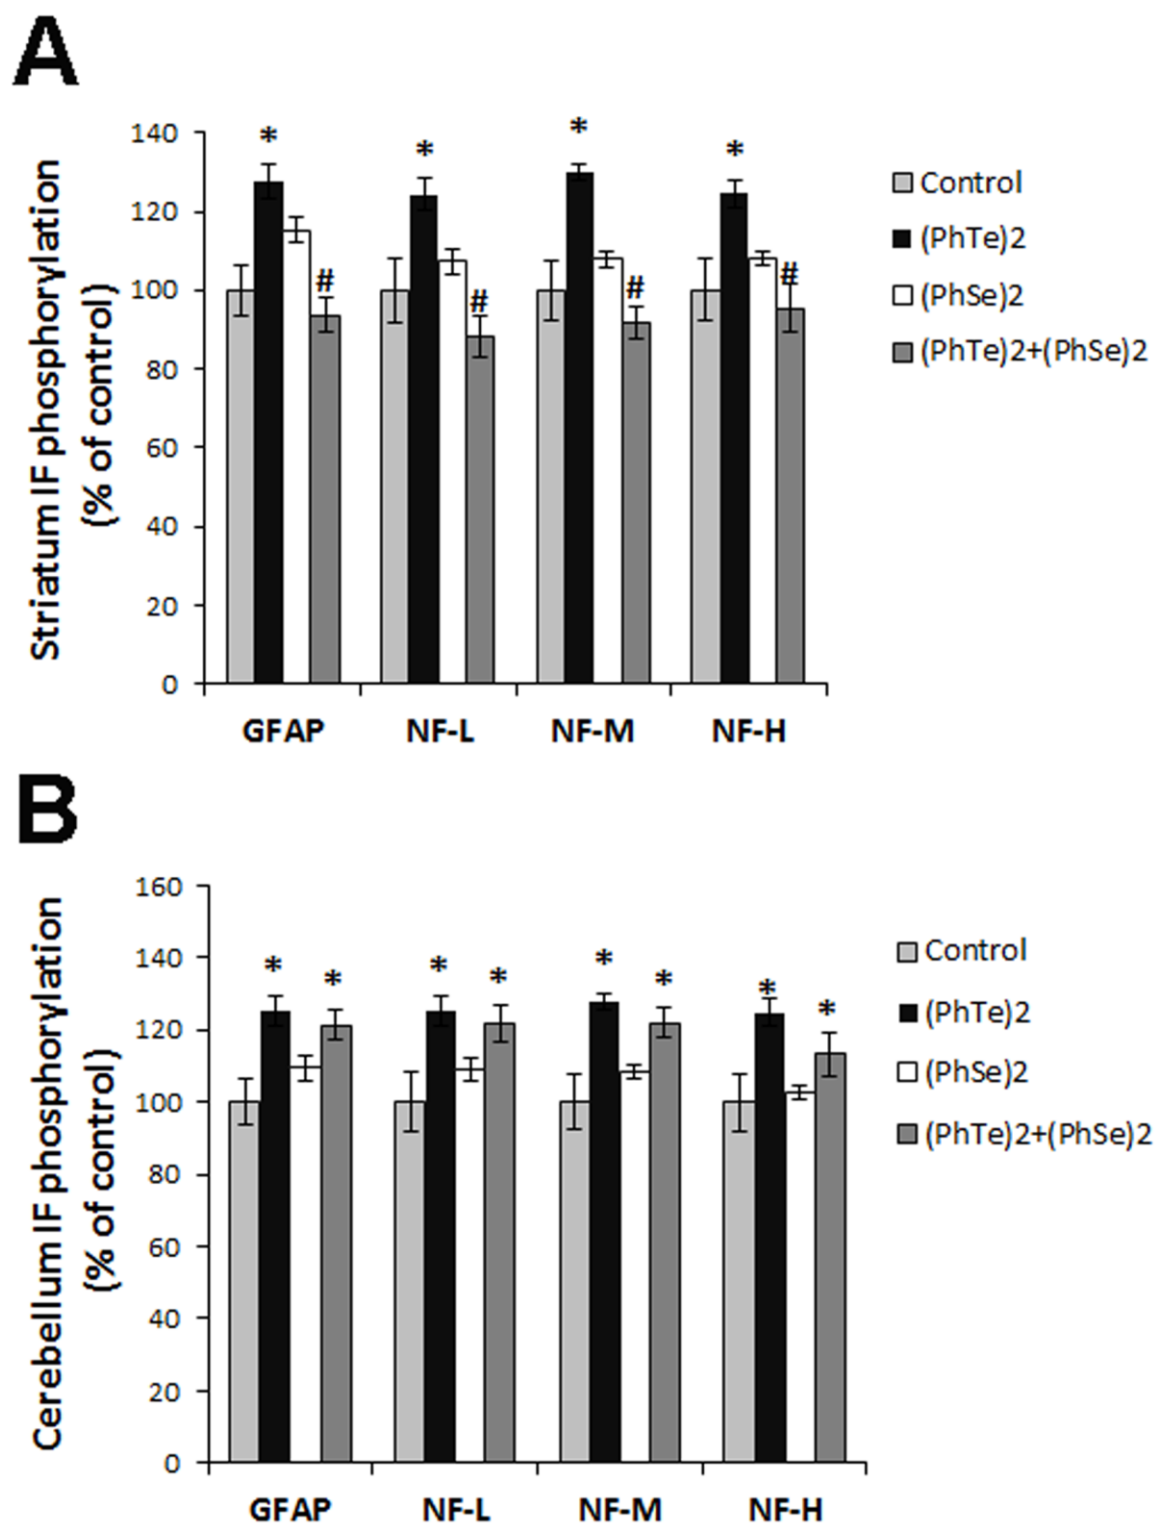 A
Striatum IF phosphorylation
(% of control)
140
120
100
80
60
40
20
0
* * * *
# # # #
GFAP NF-L NF-M NF-H
Control
(PhTe)2
(PhSe)2
(PhTe)2+(PhSe)2
B
Cerebellum IF phosphorylation
(% of control)
160
140
120
100
80
60
40
20
0
* * * * * * * *
GFAP NF-L NF-M NF-H
Control
(PhTe)2
(PhSe)2
(PhTe)2+(PhSe)2